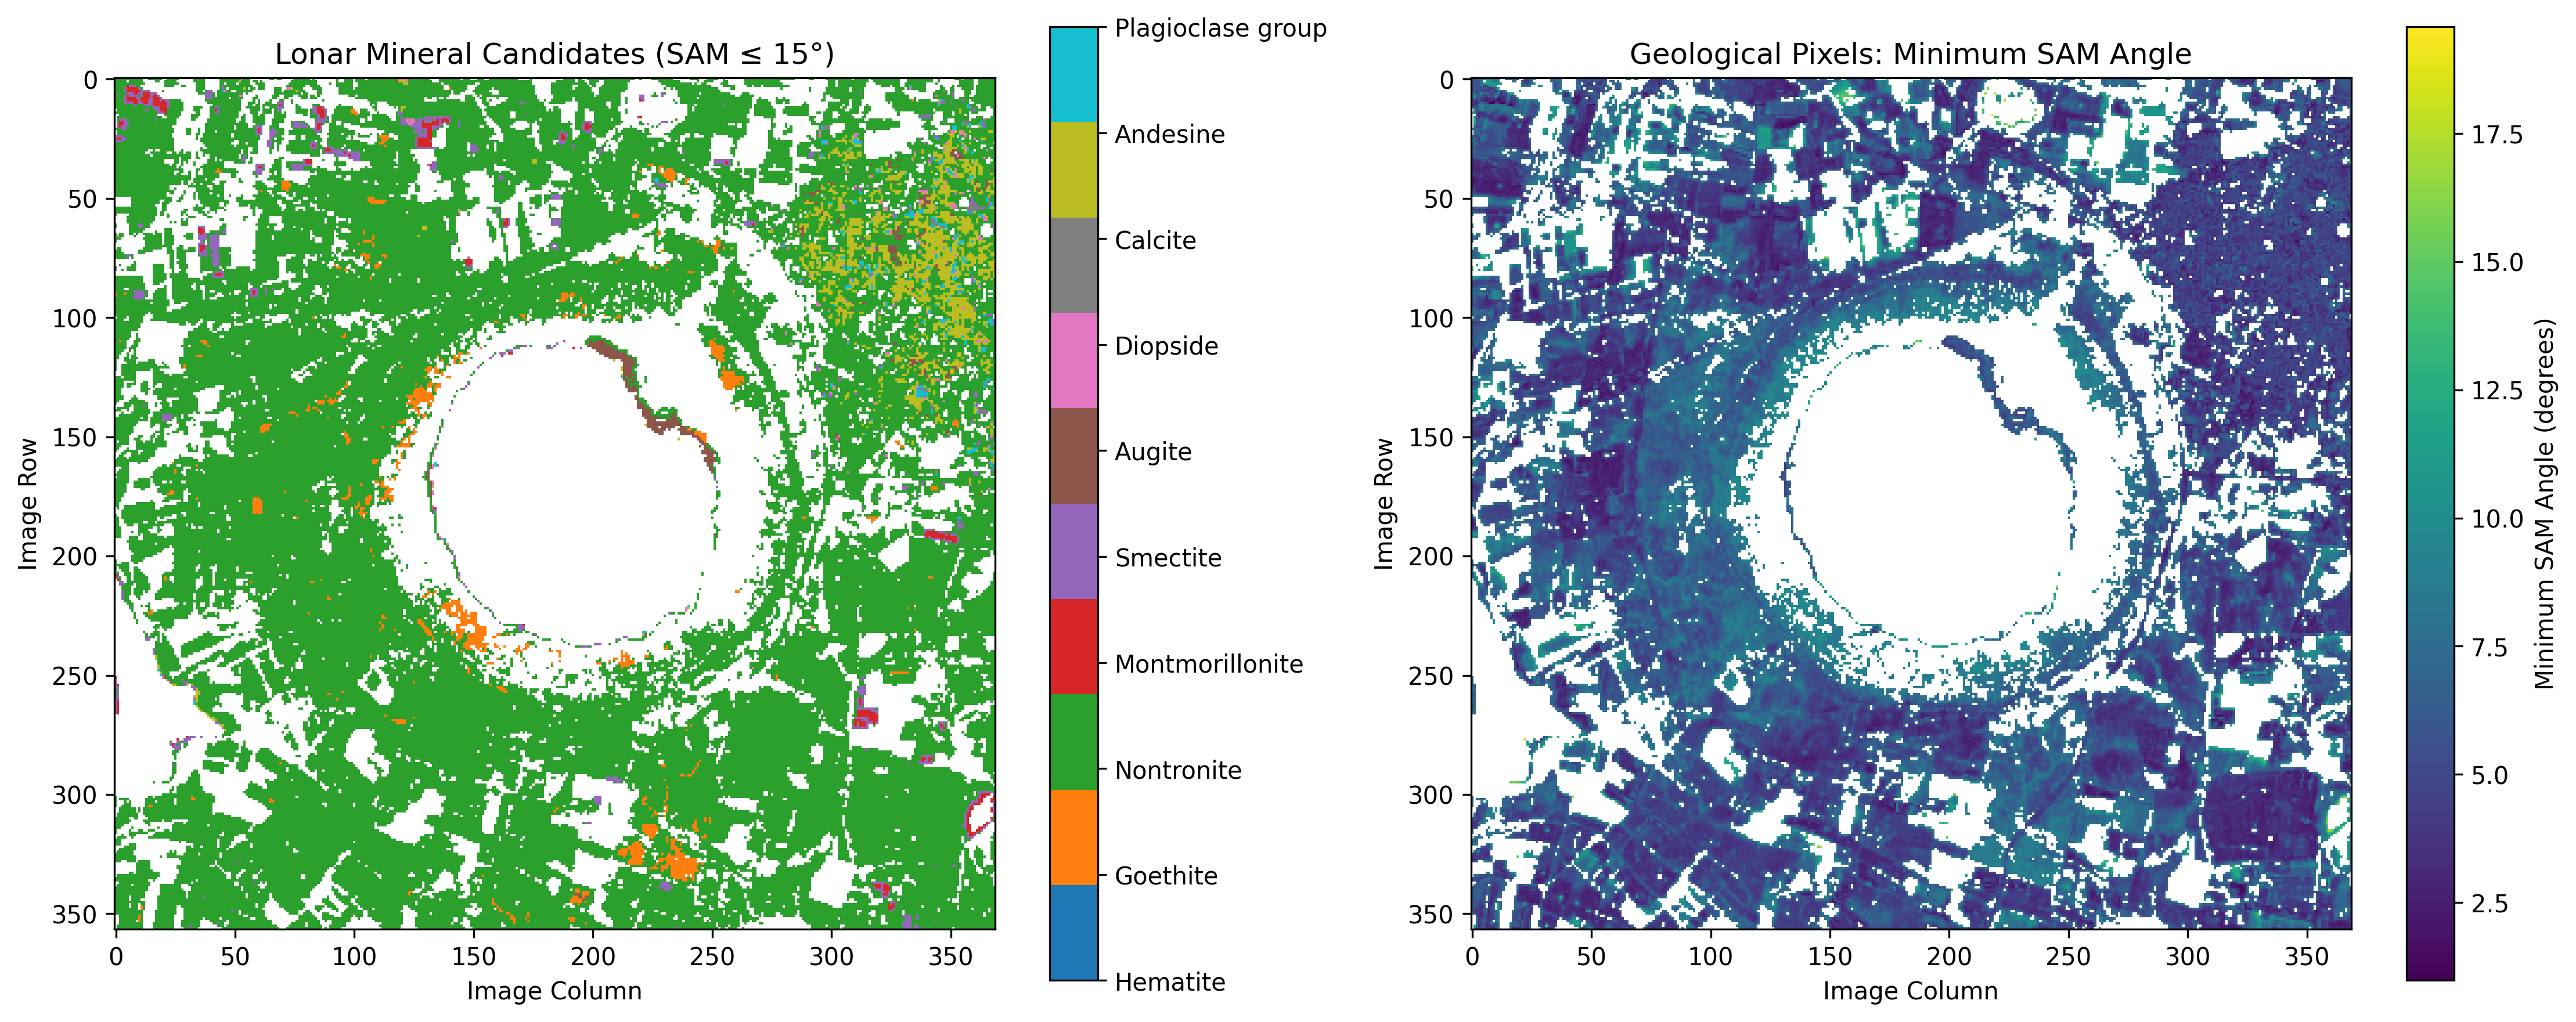 Lonar Mineral Candidates (SAM ≤ 15°)
0
50
100
150
200
250
300
350
Image Row
0 50 100 150 200 250 300 350
Image Column
Plagioclase group
Andesine
Calcite
Diopside
Augite
Smectite
Montmorillonite
Nontronite
Goethite
Hematite
Geological Pixels: Minimum SAM Angle
0
50
100
150
200
250
300
350
Image Row
0 50 100 150 200 250 300 350
Image Column
17.5
15.0
12.5
10.0
7.5
5.0
2.5
Minimum SAM Angle (degrees)